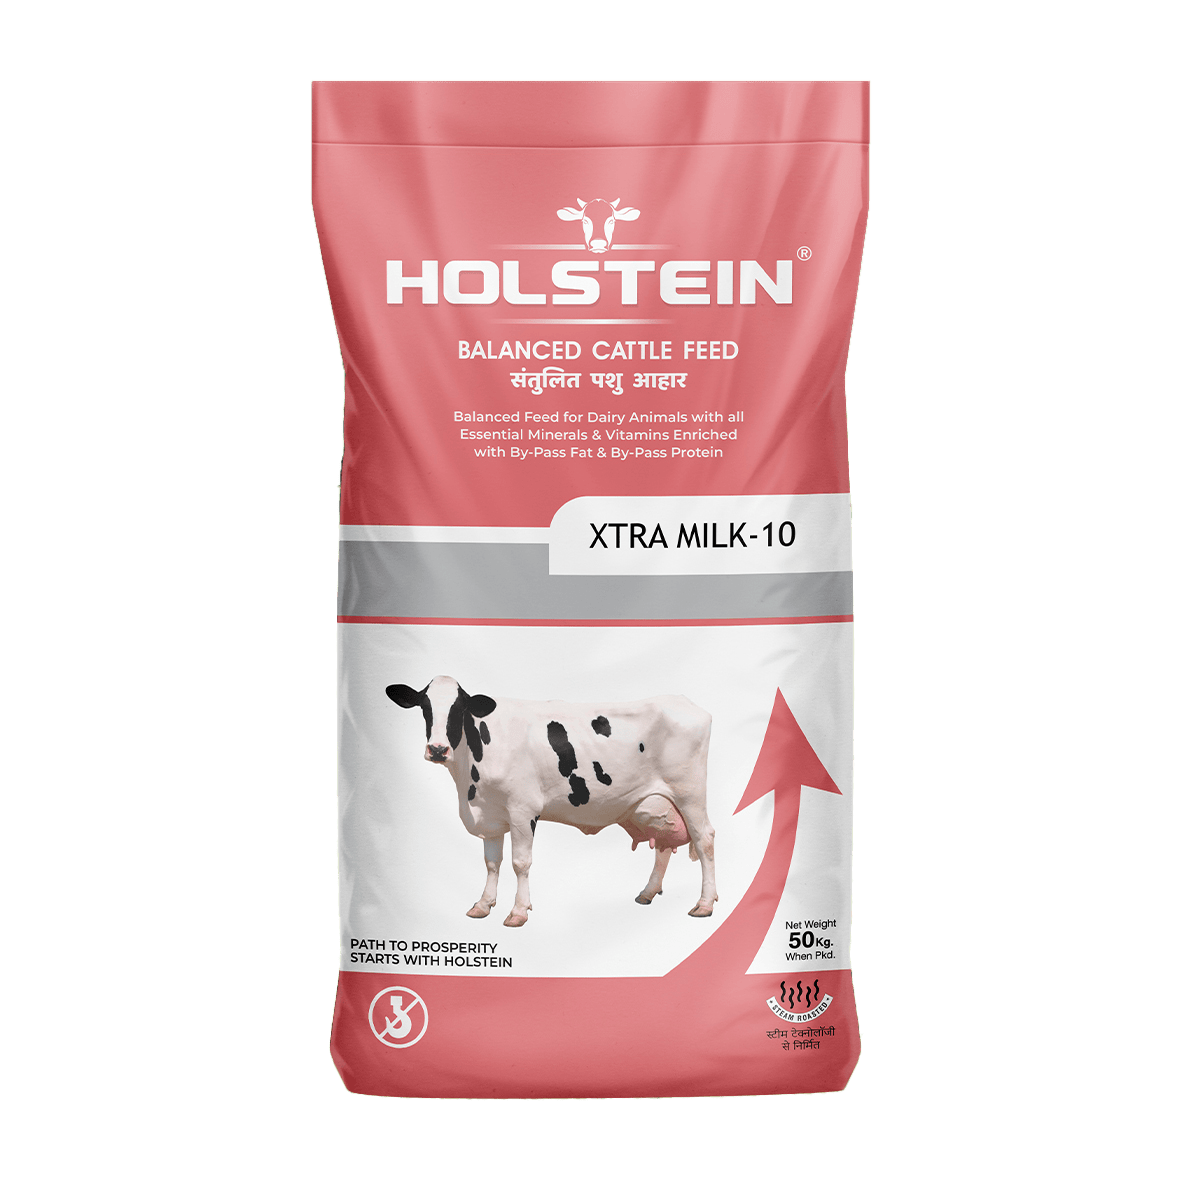 HOLSTEIN®
BALANCED CATTLE FEED
संतुलित पशु आहार
Balanced Feed for Dairy Animals with all
Essential Minerals & Vitamins Enriched
with By-Pass Fat & By-Pass Protein
XTRA MILK-10
Net Weight
50Kg.
When Pkd.
PATH TO PROSPERITY
STARTS WITH HOLSTEIN
STEAM ROASTED
स्टीम टेक्नोलॉजी
से निर्मित